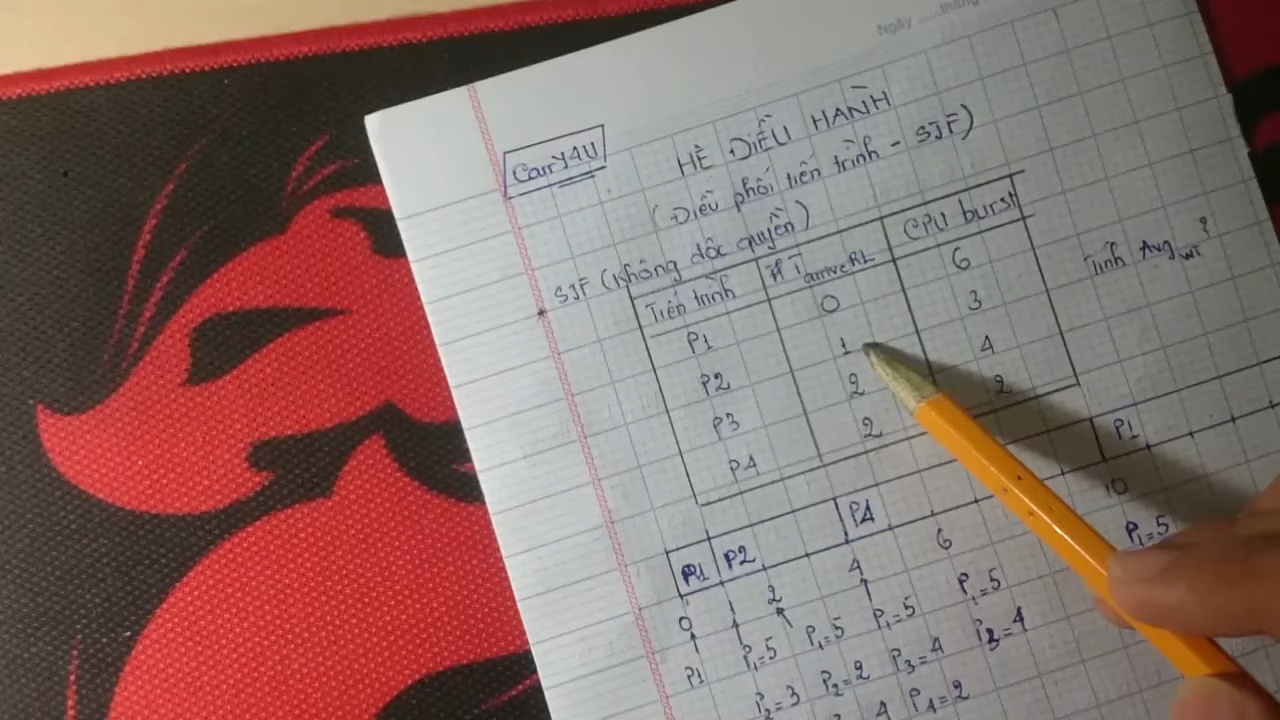 Ngày ..... tháng
CarrY4U
HỆ ĐIỀU HÀNH
(Điều phối tiến trình - SJF)
* SJF (Không độc quyền)
Tiến trình TarriveRL CPU burst
P1 0 6
P2 1 3
P3 2 4
P4 2 2
Tính Avg WT ?
P1 P2 P4 P1
0 1 2 4 6 10
P1 P1=5 P1=5 P1=5 P1=5 P1=5
P2=3 P2=2 P3=4 P3=4
4 P4=2